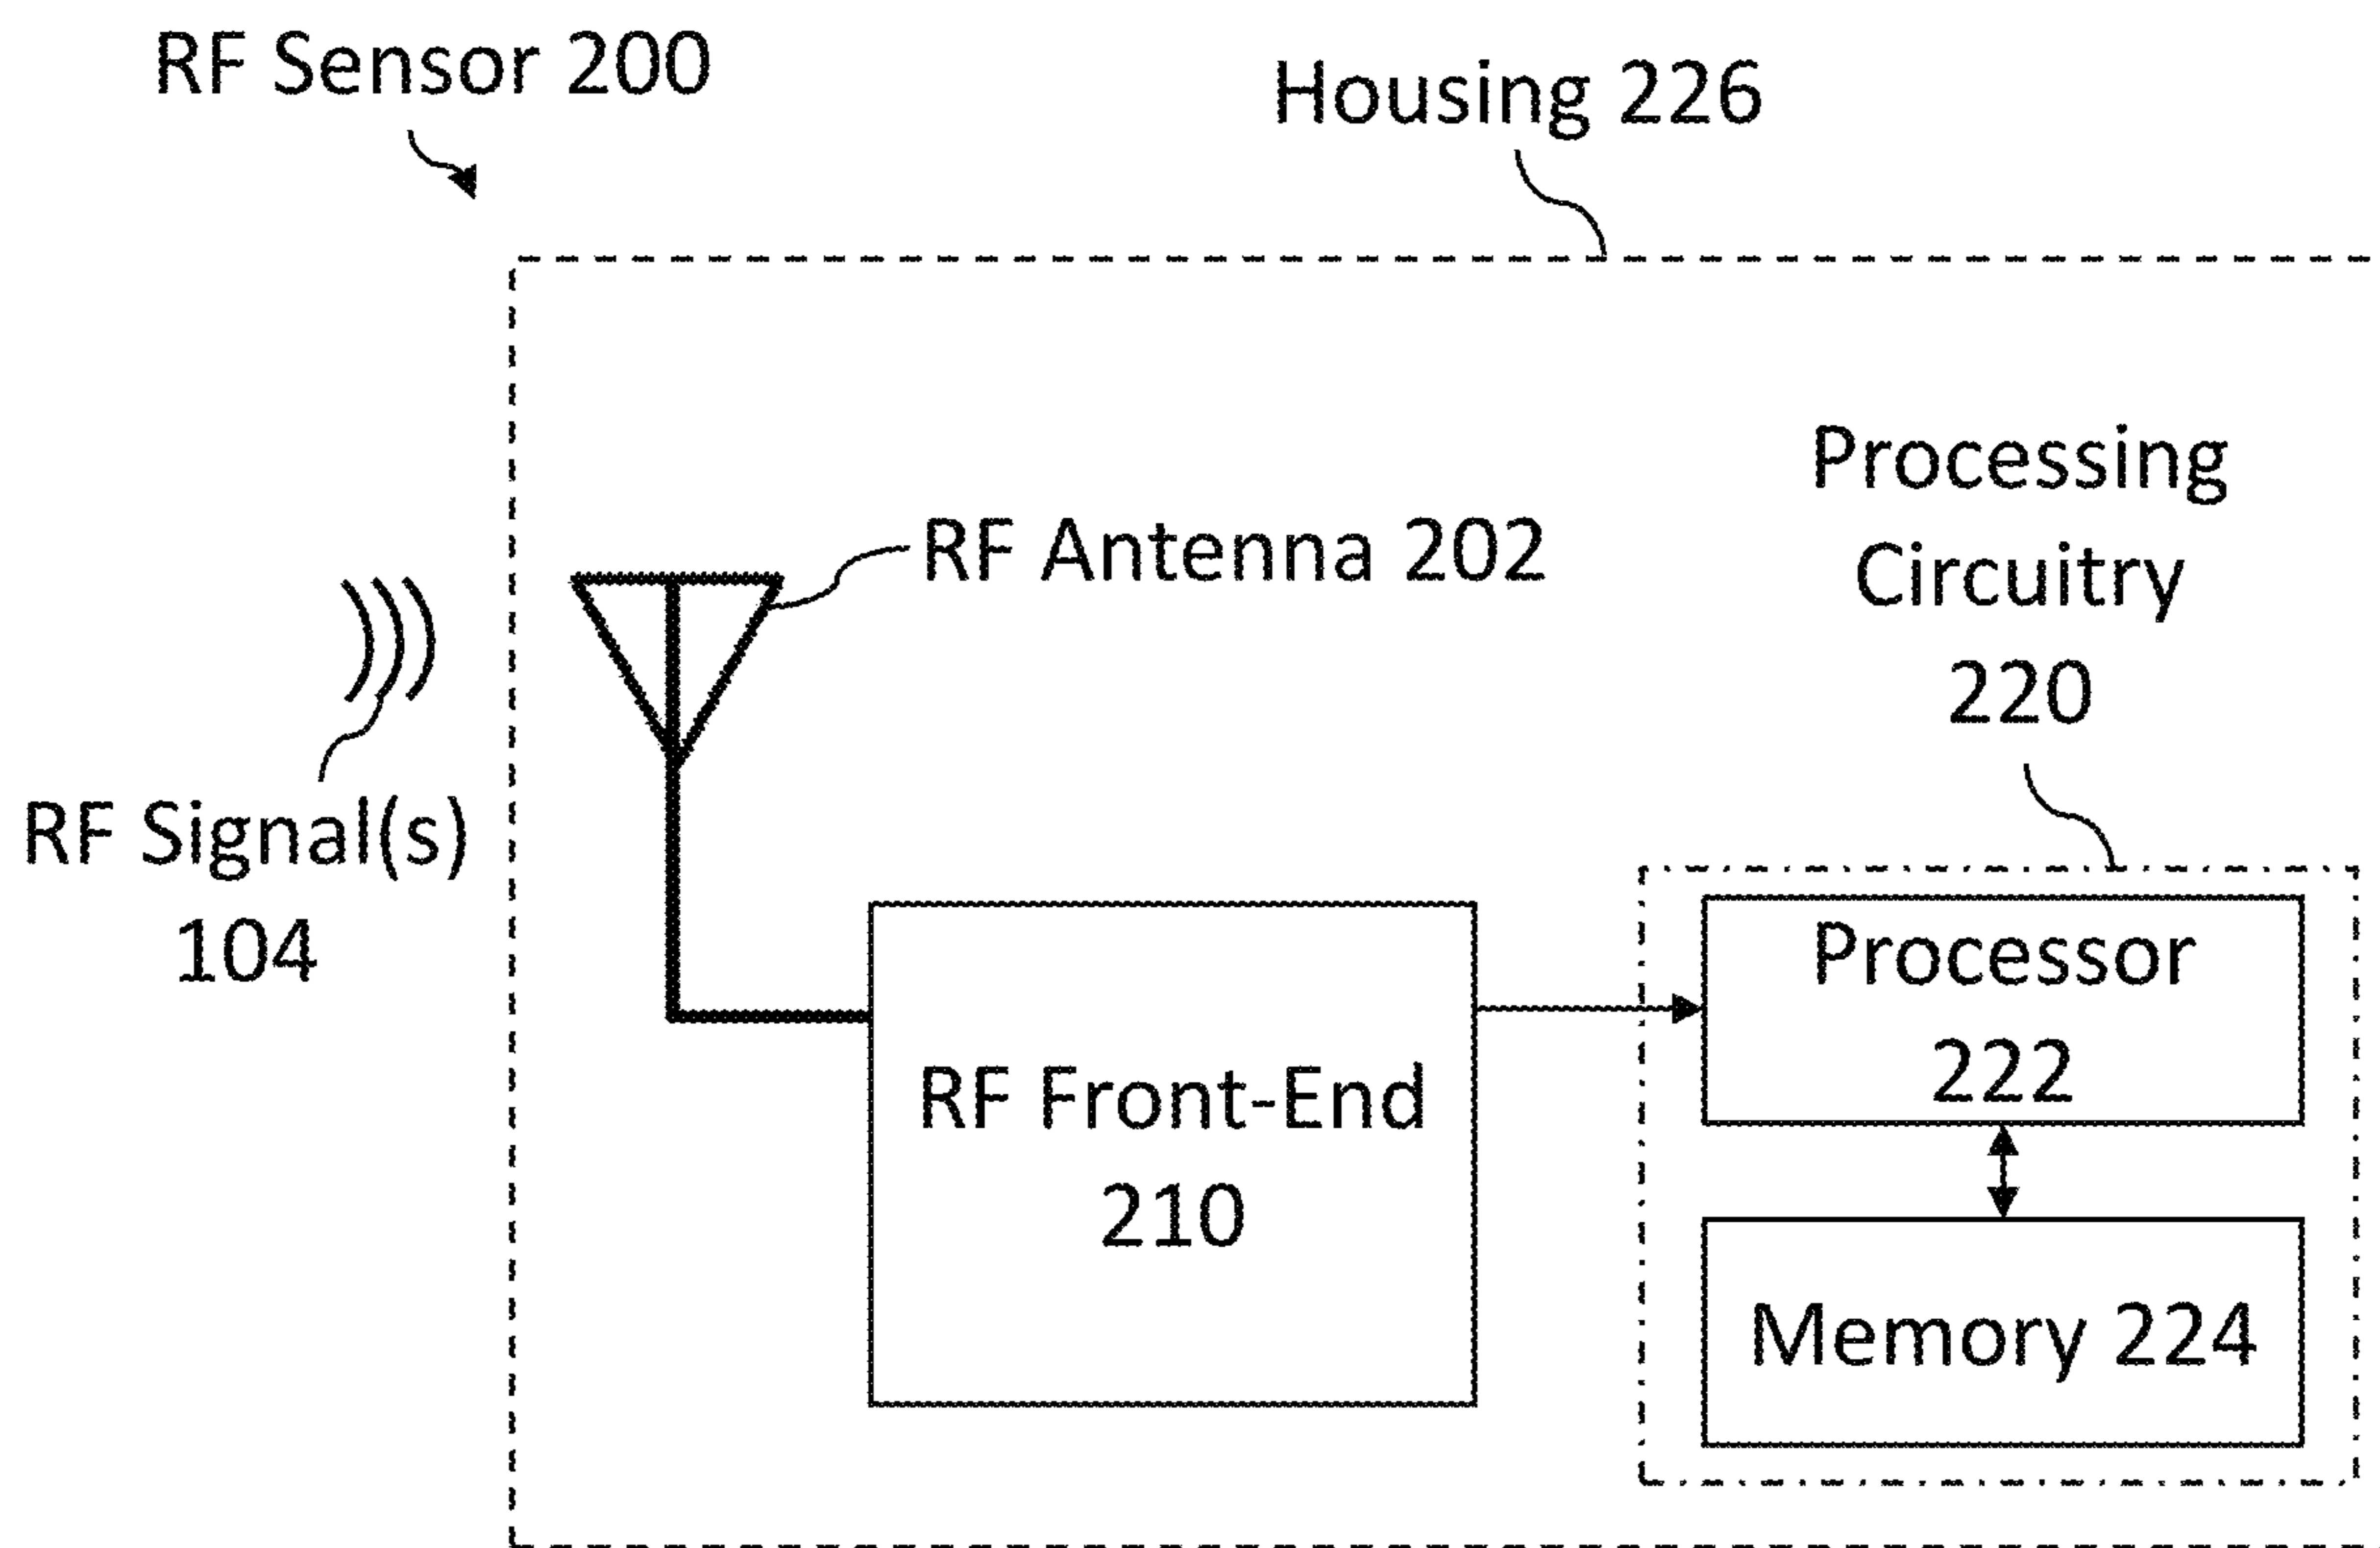 RF Sensor 200
Housing 226
Processing
Circuitry
220
RF Antenna 202
RF Signal(s)
104
RF Front-End
210
Processor
222
Memory 224